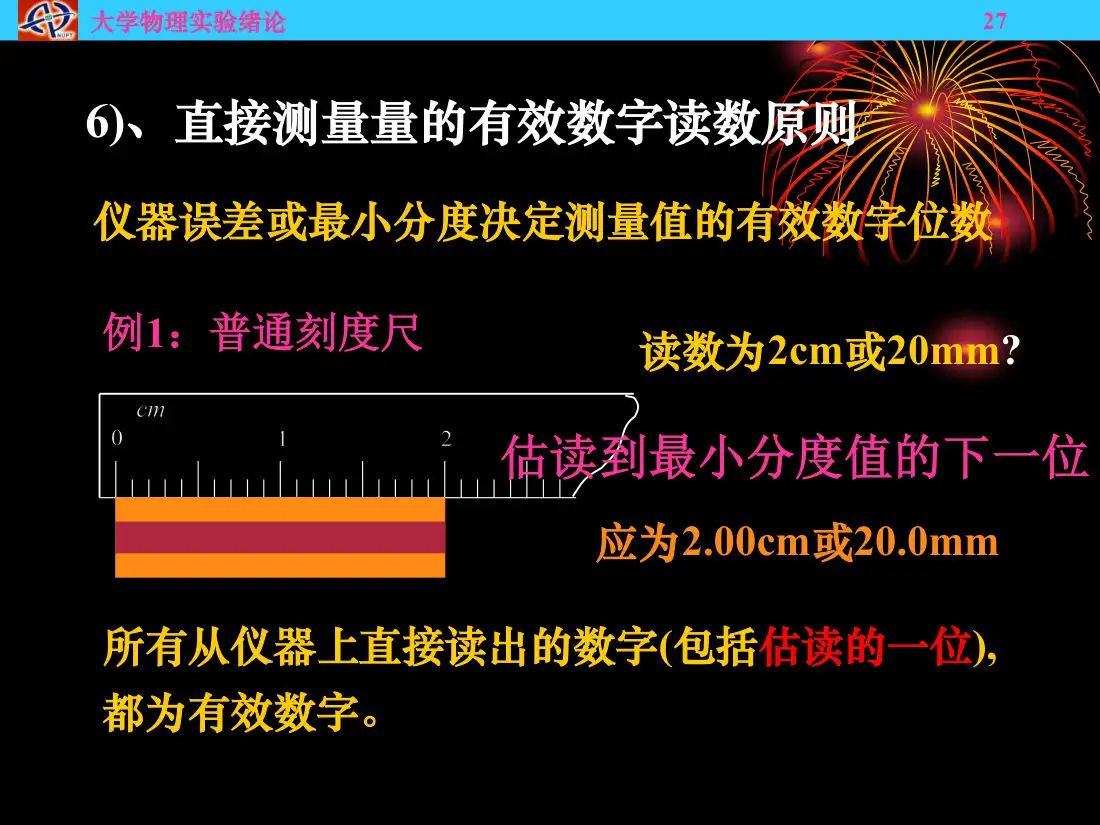 大学物理实验绪论
27
6)、直接测量量的有效数字读数原则
仪器误差或最小分度决定测量值的有效数字位数
例1：普通刻度尺
读数为2cm或20mm?
cm
0 1 2
估读到最小分度值的下一位
应为2.00cm或20.0mm
所有从仪器上直接读出的数字(包括估读的一位),
都为有效数字。
NUPT